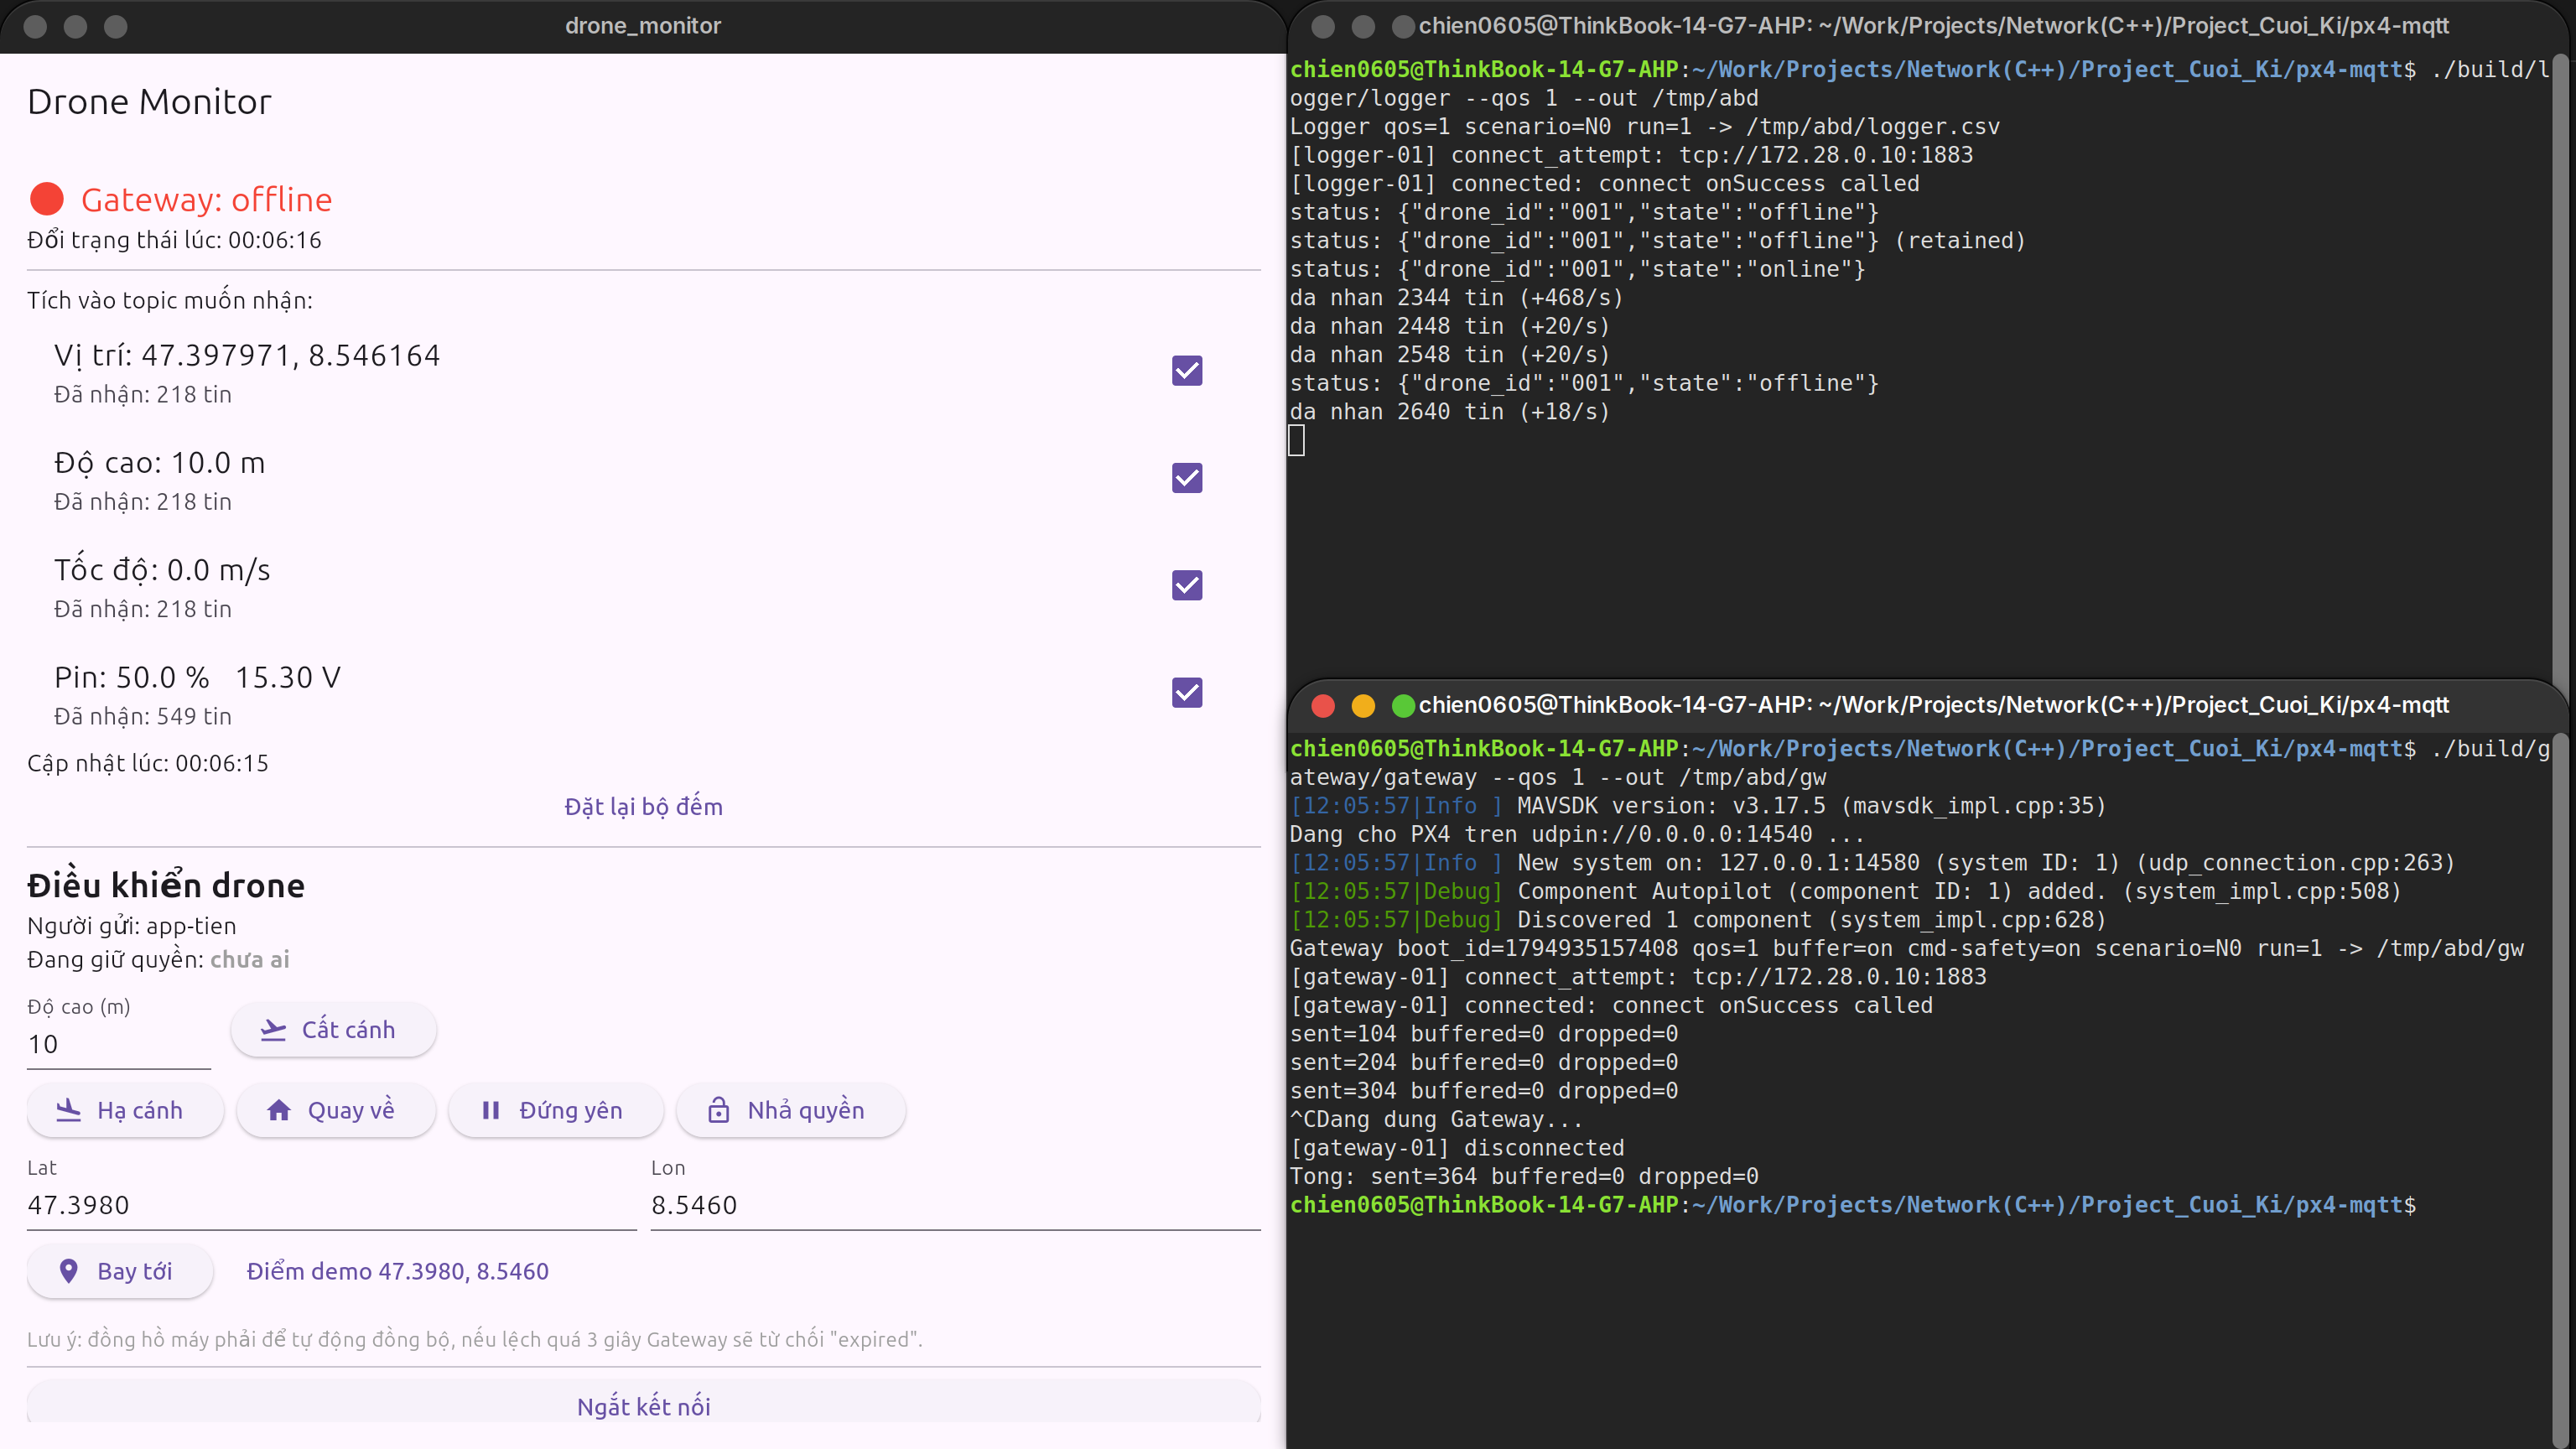 drone_monitor
Drone Monitor
Gateway: offline
Đổi trạng thái lúc: 00:06:16
Tích vào topic muốn nhận:
Vị trí: 47.397971, 8.546164
Đã nhận: 218 tin
Độ cao: 10.0 m
Đã nhận: 218 tin
Tốc độ: 0.0 m/s
Đã nhận: 218 tin
Pin: 50.0 %   15.30 V
Đã nhận: 549 tin
Cập nhật lúc: 00:06:15
Đặt lại bộ đếm
Điều khiển drone
Người gửi: app-tien
Đang giữ quyền: chưa ai
Độ cao (m)
10
Cất cánh
Hạ cánh
Quay về
Đứng yên
Nhả quyền
Lat
47.3980
Lon
8.5460
Bay tới
Điểm demo 47.3980, 8.5460
Lưu ý: đồng hồ máy phải để tự động đồng bộ, nếu lệch quá 3 giây Gateway sẽ từ chối "expired".
Ngắt kết nối
chien0605@ThinkBook-14-G7-AHP: ~/Work/Projects/Network(C++)/Project_Cuoi_Ki/px4-mqtt
chien0605@ThinkBook-14-G7-AHP:~/Work/Projects/Network(C++)/Project_Cuoi_Ki/px4-mqtt$ ./build/l
ogger/logger --qos 1 --out /tmp/abd
Logger qos=1 scenario=N0 run=1 -> /tmp/abd/logger.csv
[logger-01] connect_attempt: tcp://172.28.0.10:1883
[logger-01] connected: connect onSuccess called
status: {"drone_id":"001","state":"offline"}
status: {"drone_id":"001","state":"offline"} (retained)
status: {"drone_id":"001","state":"online"}
da nhan 2344 tin (+468/s)
da nhan 2448 tin (+20/s)
da nhan 2548 tin (+20/s)
status: {"drone_id":"001","state":"offline"}
da nhan 2640 tin (+18/s)
chien0605@ThinkBook-14-G7-AHP: ~/Work/Projects/Network(C++)/Project_Cuoi_Ki/px4-mqtt
chien0605@ThinkBook-14-G7-AHP:~/Work/Projects/Network(C++)/Project_Cuoi_Ki/px4-mqtt$ ./build/g
ateway/gateway --qos 1 --out /tmp/abd/gw
[12:05:57|Info ] MAVSDK version: v3.17.5 (mavsdk_impl.cpp:35)
Dang cho PX4 tren udpin://0.0.0.0:14540 ...
[12:05:57|Info ] New system on: 127.0.0.1:14580 (system ID: 1) (udp_connection.cpp:263)
[12:05:57|Debug] Component Autopilot (component ID: 1) added. (system_impl.cpp:508)
[12:05:57|Debug] Discovered 1 component (system_impl.cpp:628)
Gateway boot_id=1794935157408 qos=1 buffer=on cmd-safety=on scenario=N0 run=1 -> /tmp/abd/gw
[gateway-01] connect_attempt: tcp://172.28.0.10:1883
[gateway-01] connected: connect onSuccess called
sent=104 buffered=0 dropped=0
sent=204 buffered=0 dropped=0
sent=304 buffered=0 dropped=0
^CDang dung Gateway...
[gateway-01] disconnected
Tong: sent=364 buffered=0 dropped=0
chien0605@ThinkBook-14-G7-AHP:~/Work/Projects/Network(C++)/Project_Cuoi_Ki/px4-mqtt$